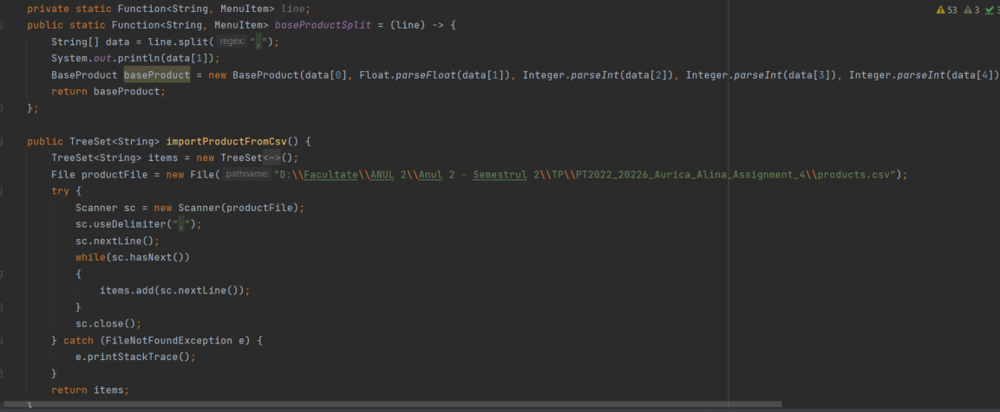 private static Function<String, MenuItem> line;
53 3 3
public static Function<String, MenuItem> baseProductSplit = (line) -> {
String[] data = line.split( regex: ",");
System.out.println(data[1]);
BaseProduct baseProduct = new BaseProduct(data[0], Float.parseFloat(data[1]), Integer.parseInt(data[2]), Integer.parseInt(data[3]), Integer.parseInt(data[4])
return baseProduct;
};
public TreeSet<String> importProductFromCsv() {
TreeSet<String> items = new TreeSet<~>();
File productFile = new File( pathname: "D:\\Facultate\\ANUL 2\\Anul 2 - Semestrul 2\\TP\\PT2022_20226_Aurica_Alina_Assignment_4\\products.csv");
try {
Scanner sc = new Scanner(productFile);
sc.useDelimiter(",");
sc.nextLine();
while(sc.hasNext())
{
items.add(sc.nextLine());
}
sc.close();
} catch (FileNotFoundException e) {
e.printStackTrace();
}
return items;
}